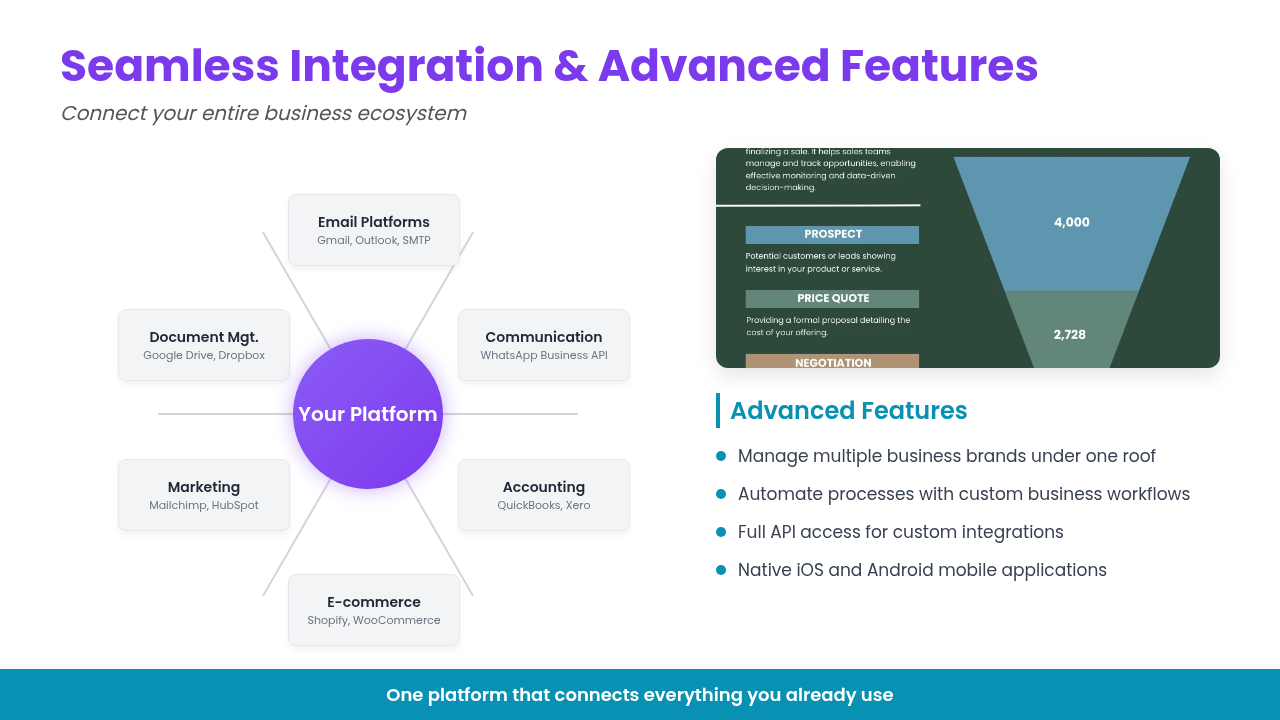 Seamless Integration & Advanced Features
Connect your entire business ecosystem
Email Platforms
Gmail, Outlook, SMTP
Document Mgt.
Google Drive, Dropbox
Communication
WhatsApp Business API
Your Platform
Marketing
Mailchimp, HubSpot
Accounting
QuickBooks, Xero
E-commerce
Shopify, WooCommerce
finalizing a sale. It helps sales teams
manage and track opportunities, enabling
effective monitoring and data-driven
decision-making.
PROSPECT
Potential customers or leads showing
interest in your product or service.
PRICE QUOTE
Providing a formal proposal detailing the
cost of your offering.
NEGOTIATION
4,000
2,728
Advanced Features
Manage multiple business brands under one roof
Automate processes with custom business workflows
Full API access for custom integrations
Native iOS and Android mobile applications
One platform that connects everything you already use